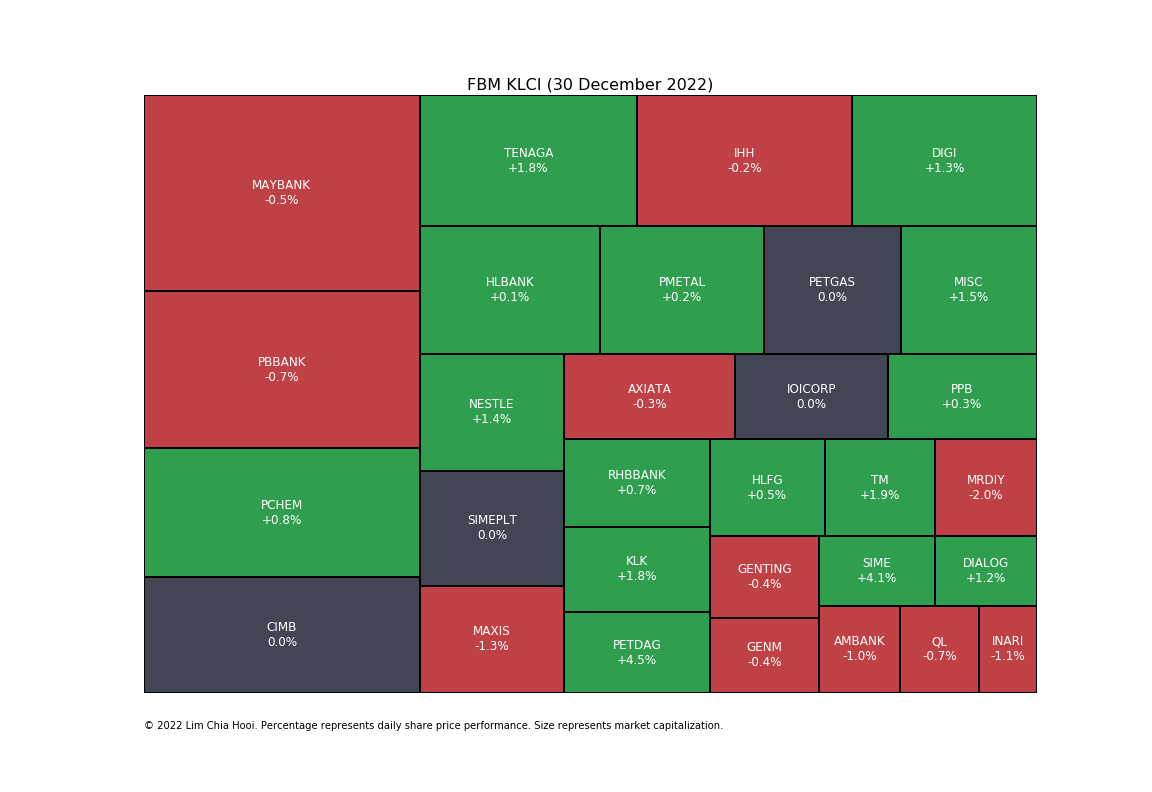 FBM KLCI (30 December 2022)
MAYBANK
-0.5%
PBBANK
-0.7%
PCHEM
+0.8%
CIMB
0.0%
TENAGA
+1.8%
IHH
-0.2%
DIGI
+1.3%
HLBANK
+0.1%
PMETAL
+0.2%
PETGAS
0.0%
MISC
+1.5%
NESTLE
+1.4%
SIMEPLT
0.0%
MAXIS
-1.3%
AXIATA
-0.3%
IOICORP
0.0%
PPB
+0.3%
RHBBANK
+0.7%
KLK
+1.8%
PETDAG
+4.5%
HLFG
+0.5%
TM
+1.9%
MRDIY
-2.0%
GENTING
-0.4%
GENM
-0.4%
SIME
+4.1%
DIALOG
+1.2%
AMBANK
-1.0%
QL
-0.7%
INARI
-1.1%
© 2022 Lim Chia Hooi. Percentage represents daily share price performance. Size represents market capitalization.